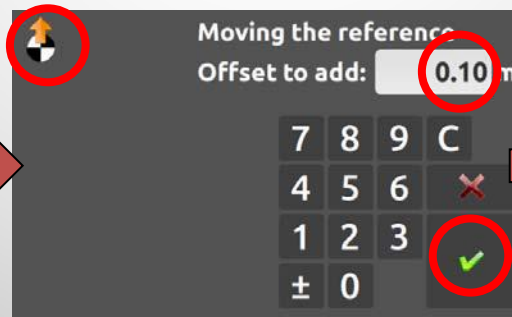 Moving the reference
Offset to add: 0.10 m
7 8 9 C
4 5 6
1 2 3
± 0